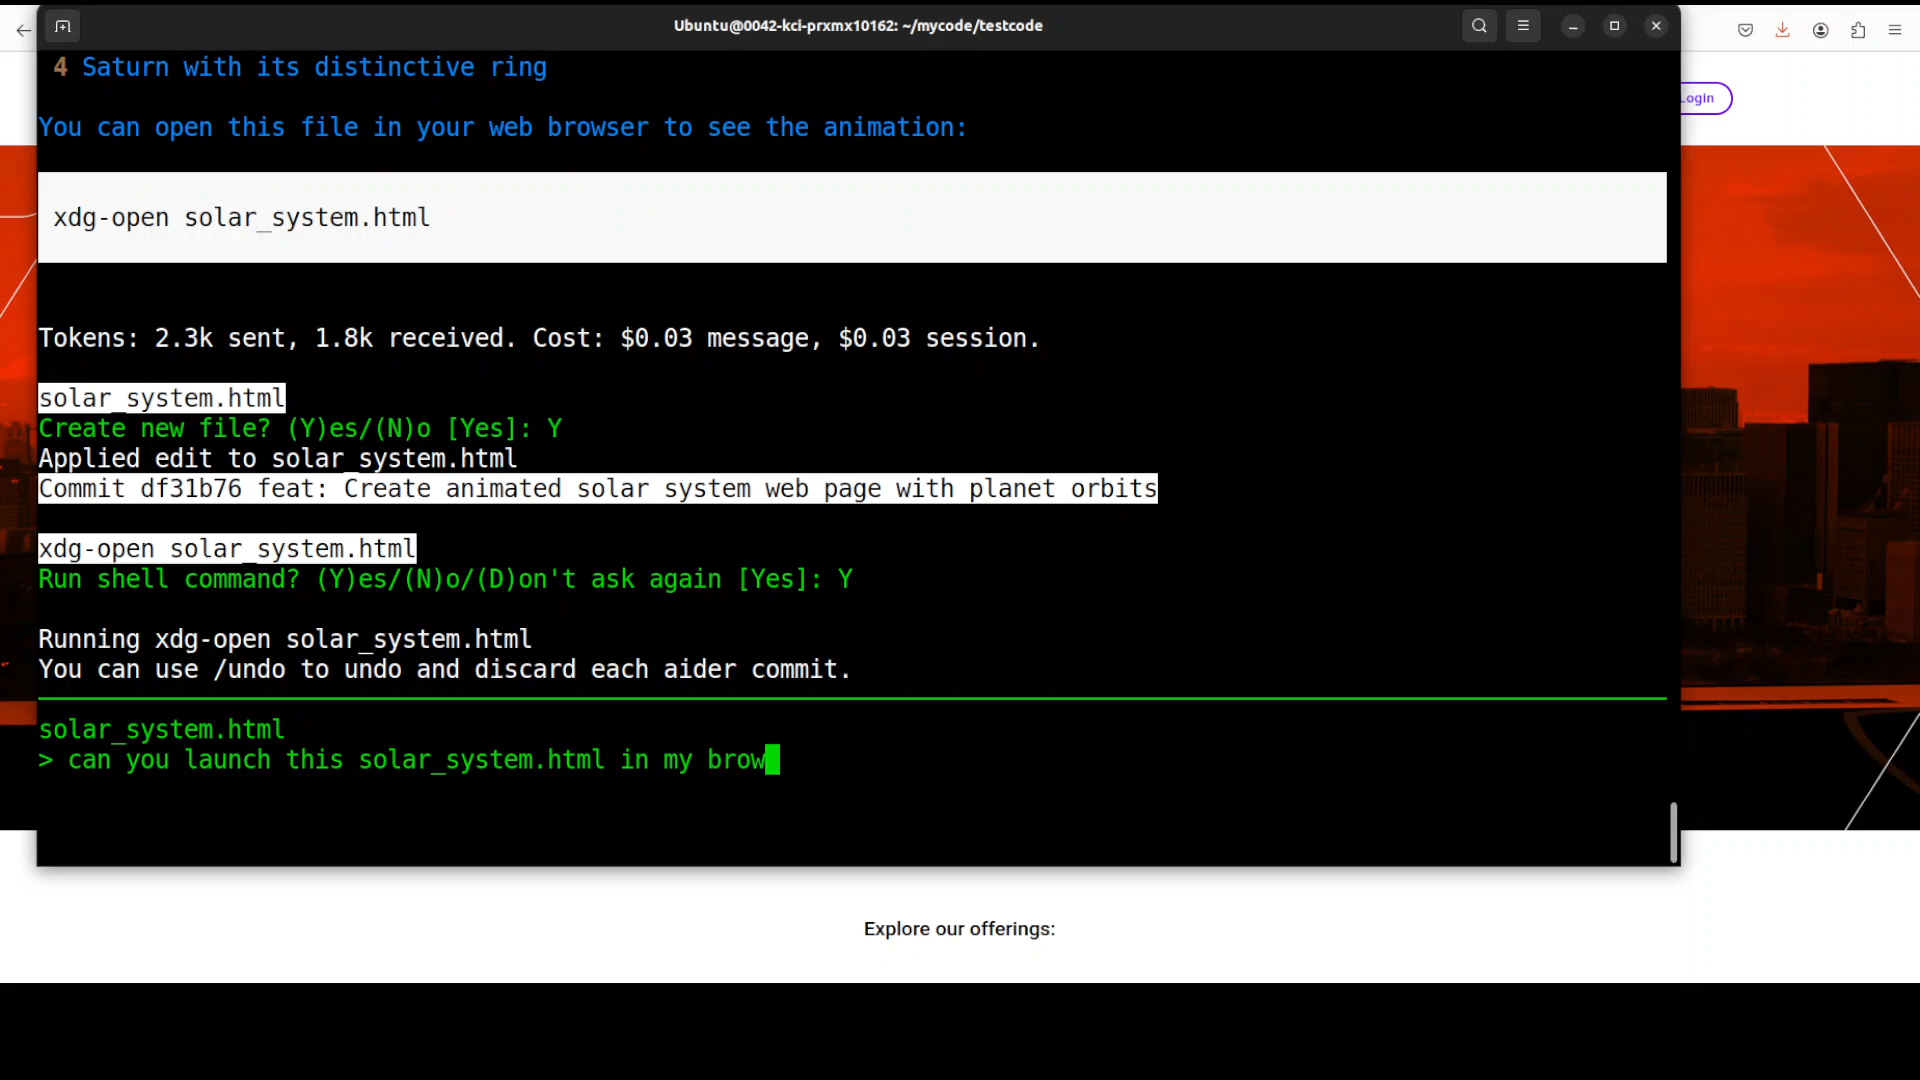 Ubuntu@0042-kci-prxmx10162: ~/mycode/testcode
4 Saturn with its distinctive ring
Login
You can open this file in your web browser to see the animation:
xdg-open solar_system.html
Tokens: 2.3k sent, 1.8k received. Cost: $0.03 message, $0.03 session.
solar_system.html
Create new file? (Y)es/(N)o [Yes]: Y
Applied edit to solar_system.html
Commit df31b76 feat: Create animated solar system web page with planet orbits
xdg-open solar_system.html
Run shell command? (Y)es/(N)o/(D)on't ask again [Yes]: Y
Running xdg-open solar_system.html
You can use /undo to undo and discard each aider commit.
solar_system.html
> can you launch this solar_system.html in my brow
Explore our offerings: